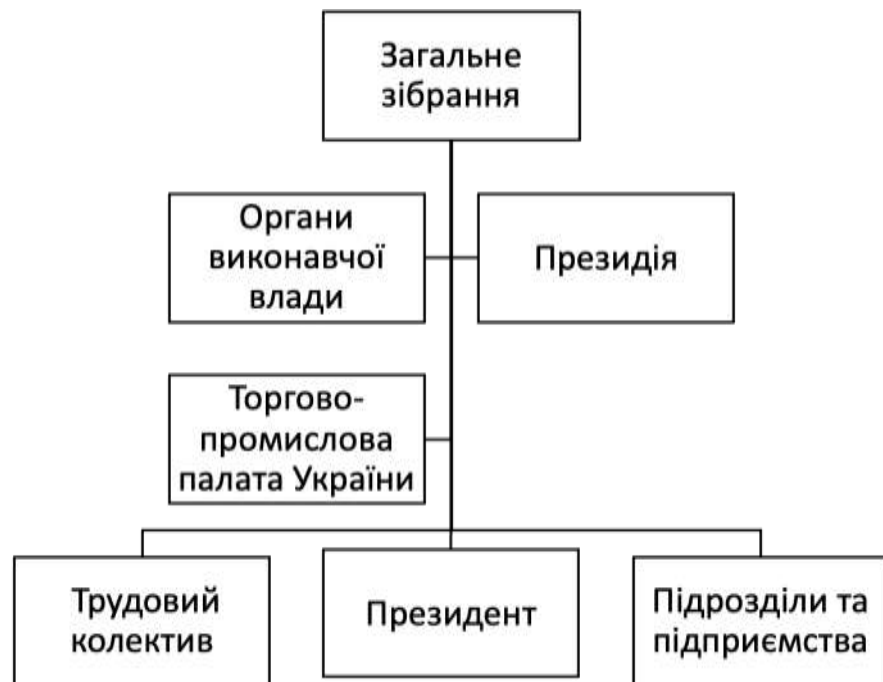 Загальне
зібрання
Органи
виконавчої
влади
Президія
Торгово-
промислова
палата України
Трудовий
колектив
Президент
Підрозділи та
підприємства